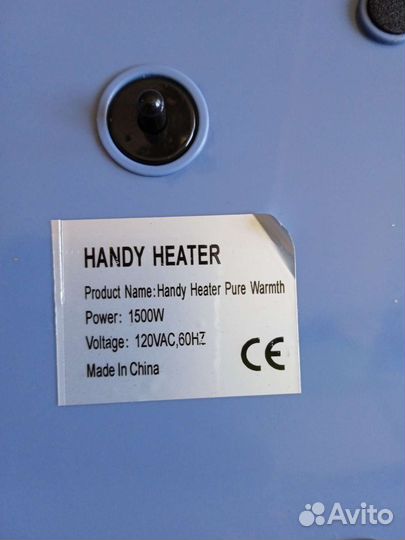 HANDY HEATER
Product Name:Handy Heater Pure Warmth
Power: 1500W
Voltage: 120VAC,60HZ
Made In China
CE
Avito